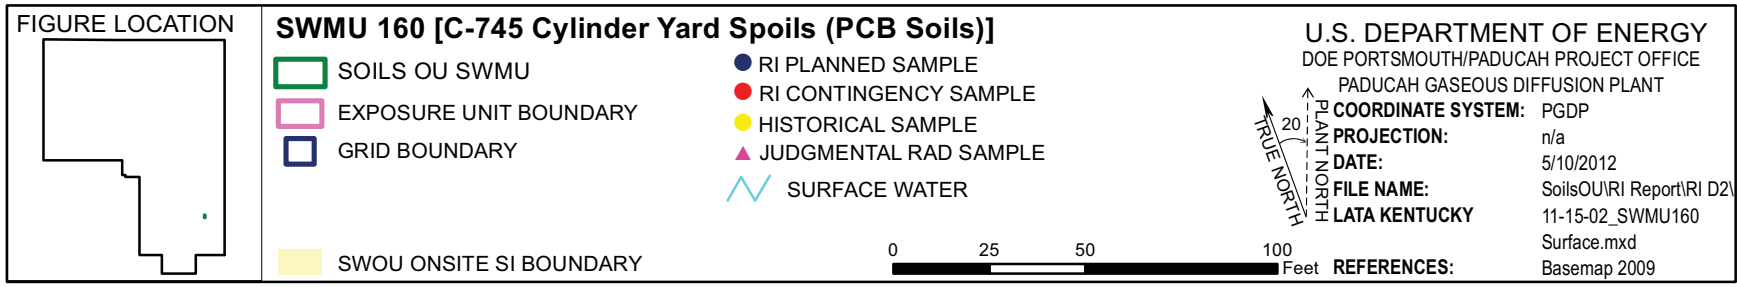 FIGURE LOCATION
SWMU 160 [C-745 Cylinder Yard Spoils (PCB Soils)]
SOILS OU SWMU
EXPOSURE UNIT BOUNDARY
GRID BOUNDARY
SWOU ONSITE SI BOUNDARY
RI PLANNED SAMPLE
RI CONTINGENCY SAMPLE
HISTORICAL SAMPLE
JUDGMENTAL RAD SAMPLE
SURFACE WATER
0 25 50 100
Feet
U.S. DEPARTMENT OF ENERGY
DOE PORTSMOUTH/PADUCAH PROJECT OFFICE
PADUCAH GASEOUS DIFFUSION PLANT
TRUE NORTH
20
PLANT NORTH
COORDINATE SYSTEM: PGDP
PROJECTION: n/a
DATE: 5/10/2012
FILE NAME: SoilsOU\RI Report\RI D2\
LATA KENTUCKY 11-15-02_SWMU160
Surface.mxd
REFERENCES: Basemap 2009